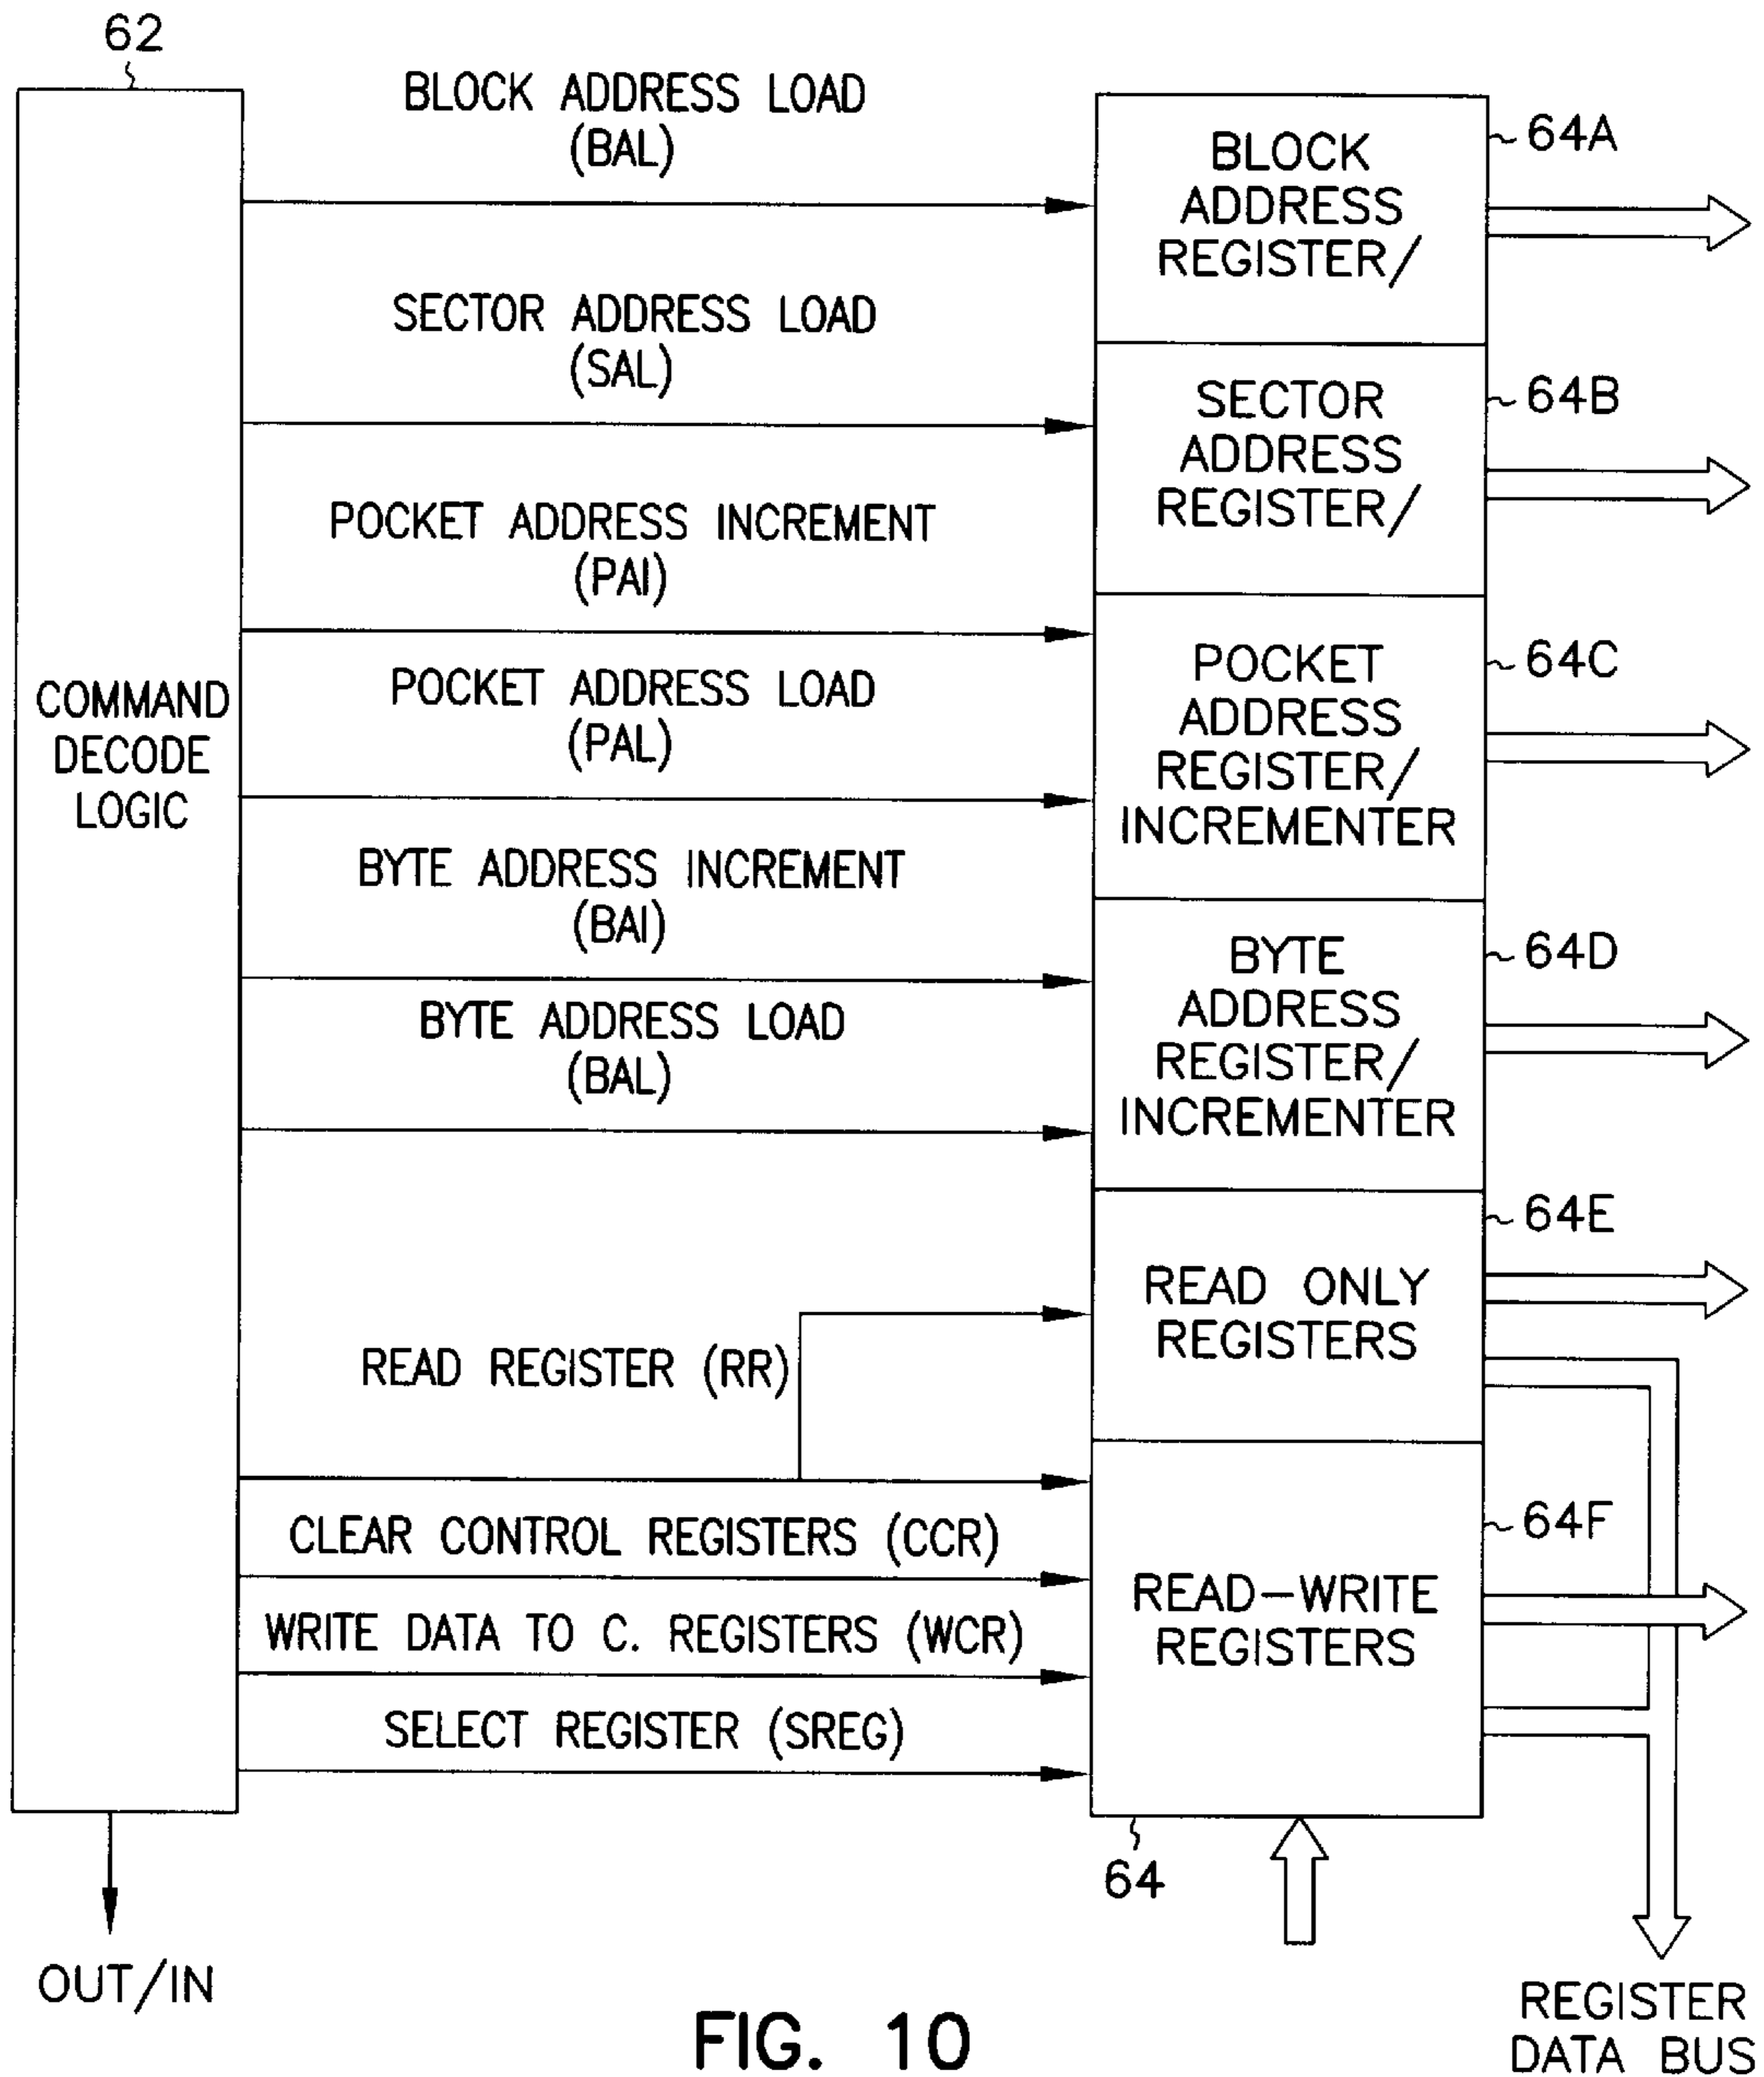 62
BLOCK ADDRESS LOAD
(BAL)
SECTOR ADDRESS LOAD
(SAL)
POCKET ADDRESS INCREMENT
(PAI)
POCKET ADDRESS LOAD
(PAL)
BYTE ADDRESS INCREMENT
(BAI)
BYTE ADDRESS LOAD
(BAL)
READ REGISTER (RR)
CLEAR CONTROL REGISTERS (CCR)
WRITE DATA TO C. REGISTERS (WCR)
SELECT REGISTER (SREG)
COMMAND
DECODE
LOGIC
OUT/IN
BLOCK
ADDRESS
REGISTER/
64A
SECTOR
ADDRESS
REGISTER/
64B
POCKET
ADDRESS
REGISTER/
INCREMENTER
64C
BYTE
ADDRESS
REGISTER/
INCREMENTER
64D
READ ONLY
REGISTERS
64E
READ-WRITE
REGISTERS
64F
64
REGISTER
DATA BUS
FIG. 10